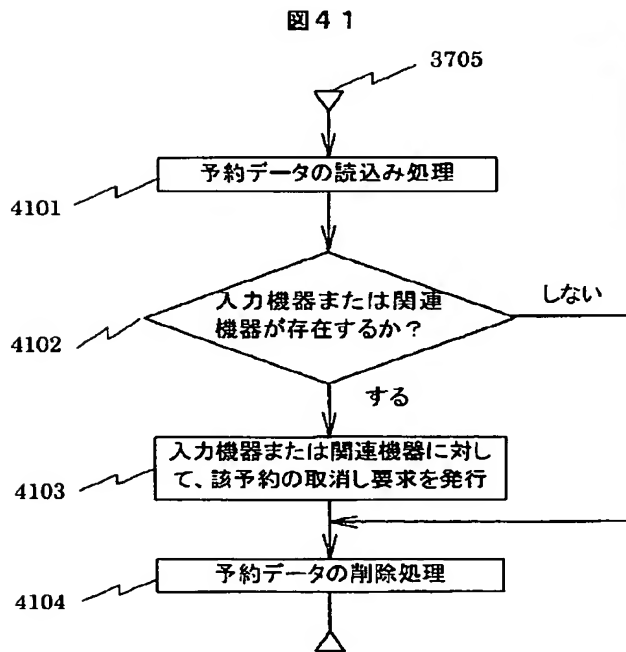 図41
3705
予約データの読込み処理
4101
入力機器または関連
機器が存在するか？
しない
4102
する
入力機器または関連機器に対し
て、該予約の取消し要求を発行
4103
予約データの削除処理
4104